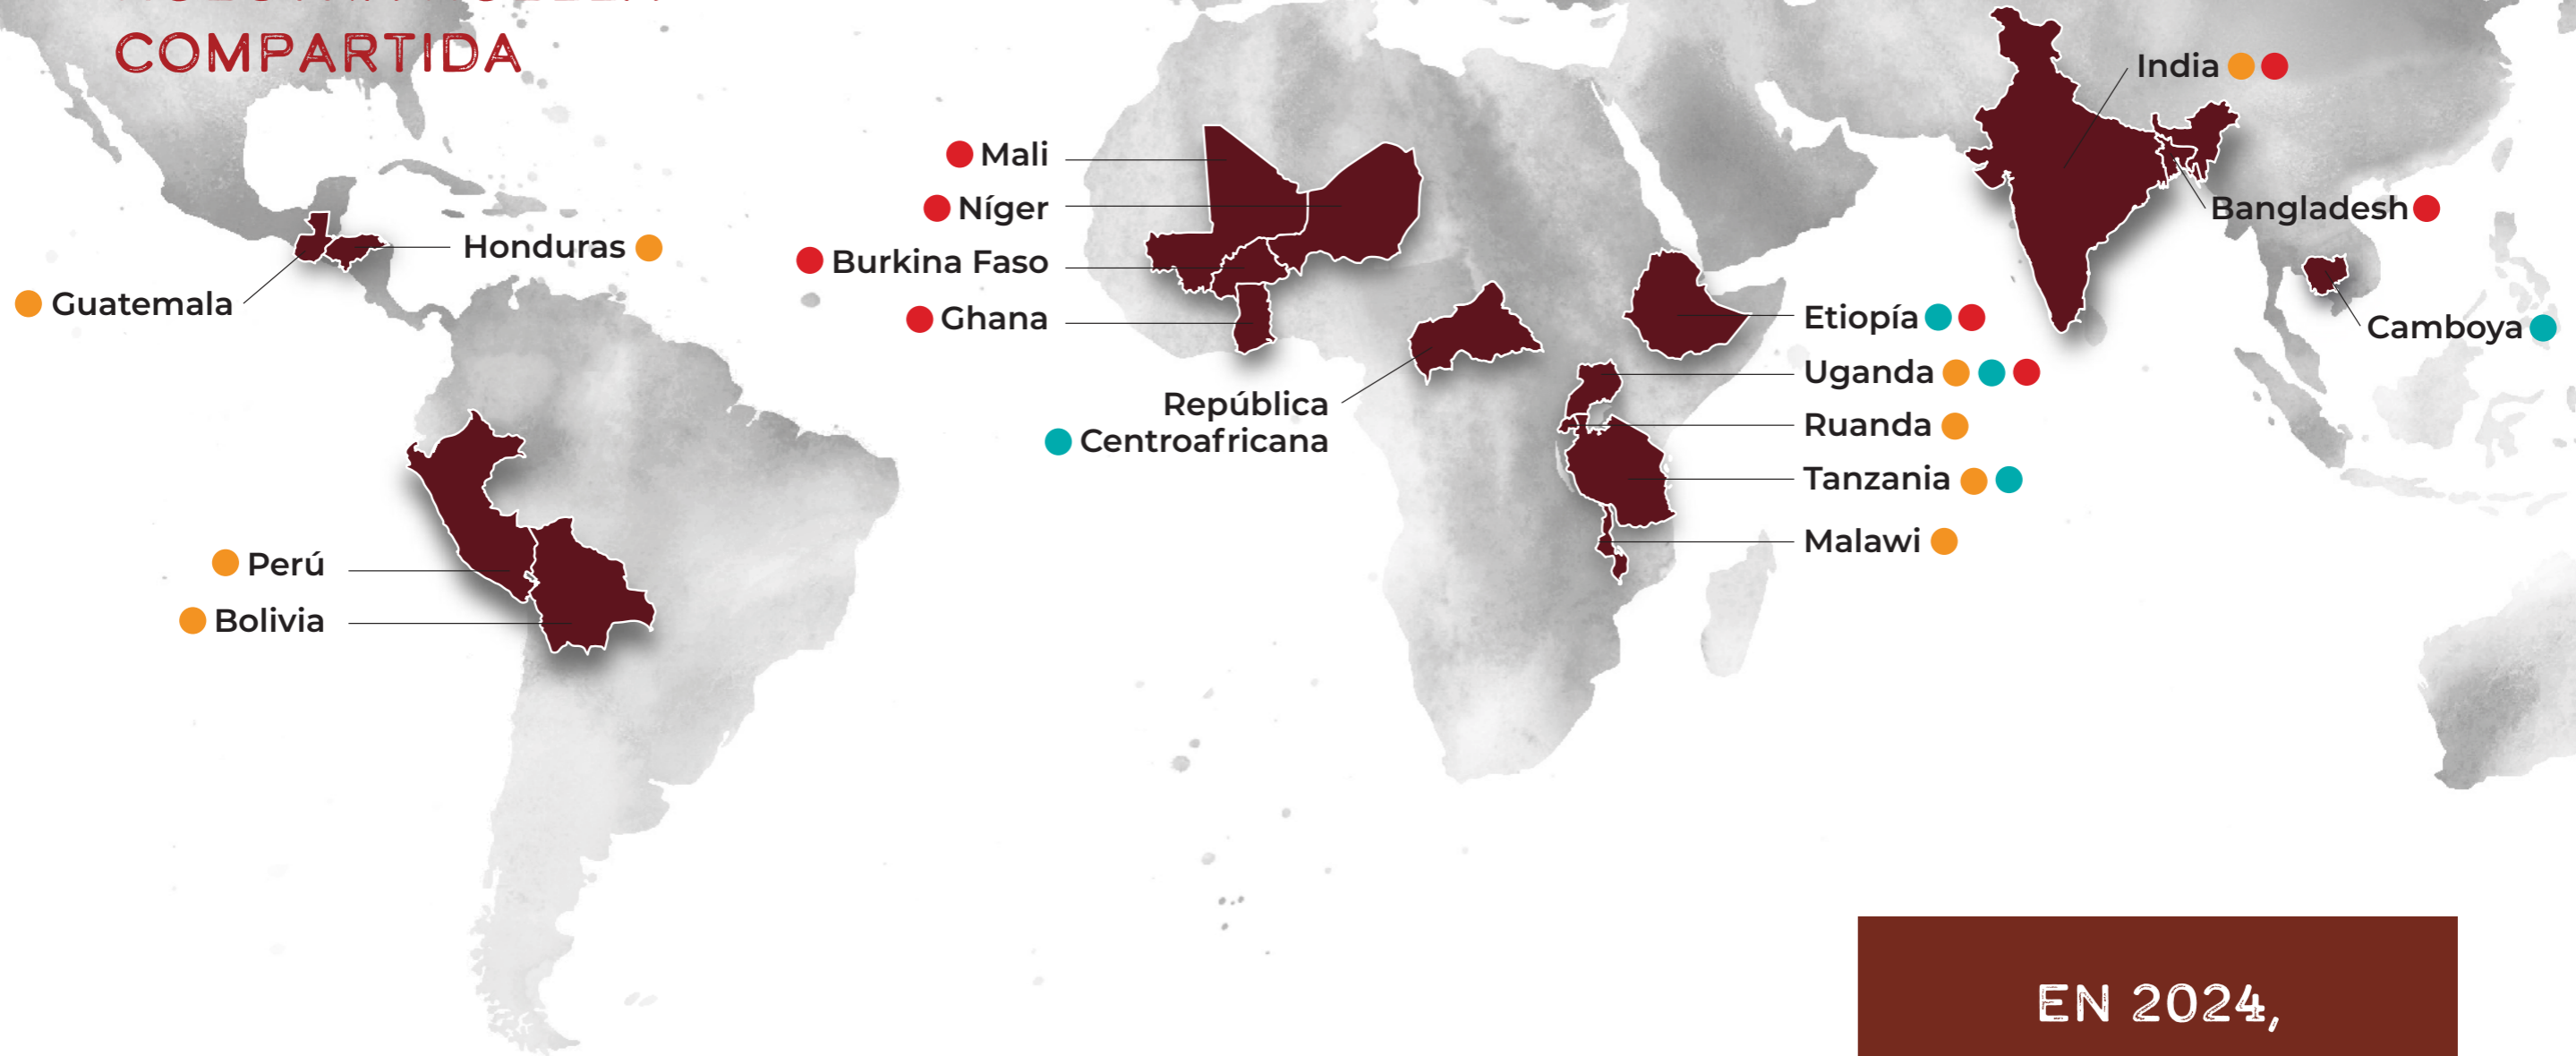 COMPARTIDA
India
Mali
Níger
Burkina Faso
Ghana
Bangladesh
Honduras
Guatemala
Camboya
Etiopía
Uganda
República
Centroafricana
Ruanda
Tanzania
Malawi
Perú
Bolivia
EN 2024,